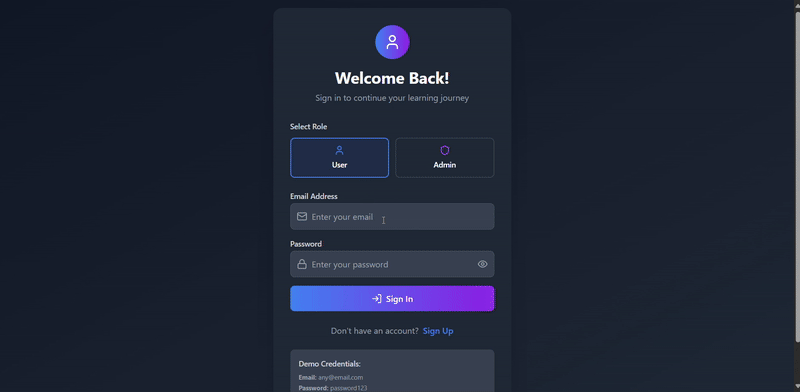 Welcome Back!
Sign in to continue your learning journey
Select Role
User
Admin
Email Address
Enter your email
Password
Enter your password
Sign In
Don't have an account? Sign Up
Demo Credentials:
Email: any@email.com
Password: password123